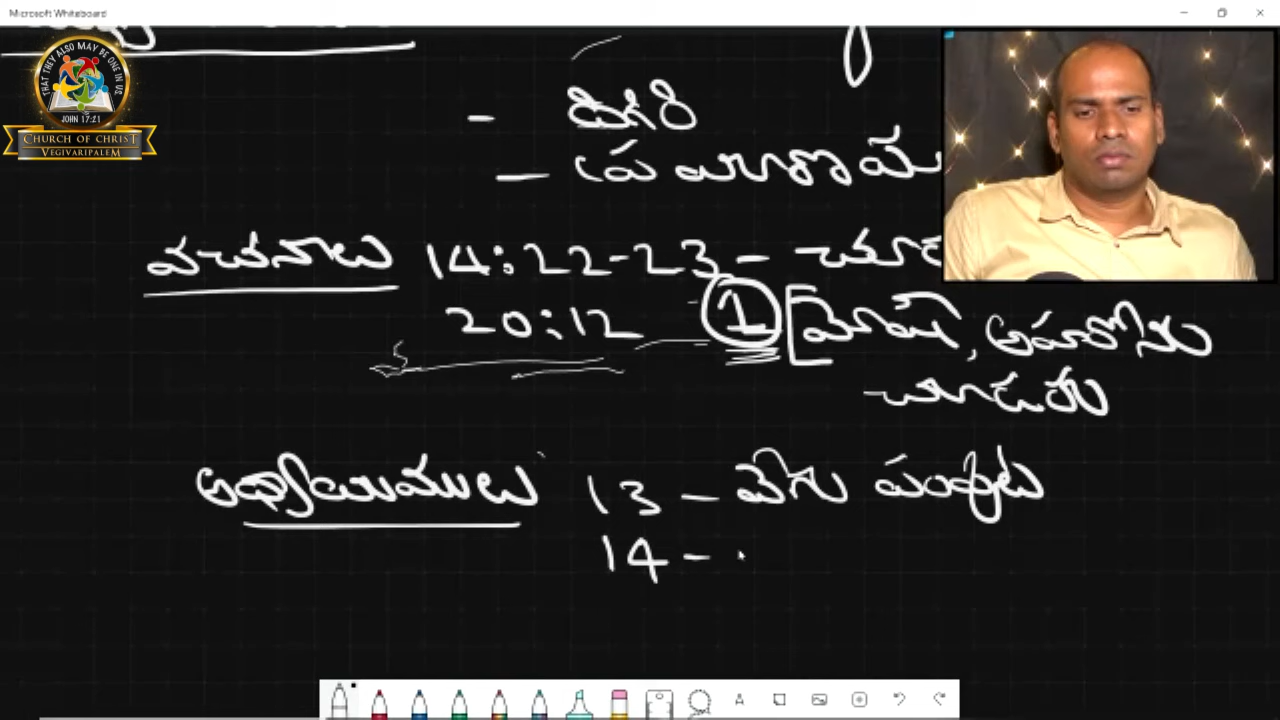 Microsoft Whiteboard
THAT THEY ALSO MAY BE ONE IN US
JOHN 17:21
CHURCH OF CHRIST
VEGIVARIPALEM
-
- ప్రయాణాము
వచనాలు 14:22-23 -
20:12 1 [మోషే, అహరోనుకు
చూడరు
అధ్యాయములు 13 - వేగు పంపుట
14 -